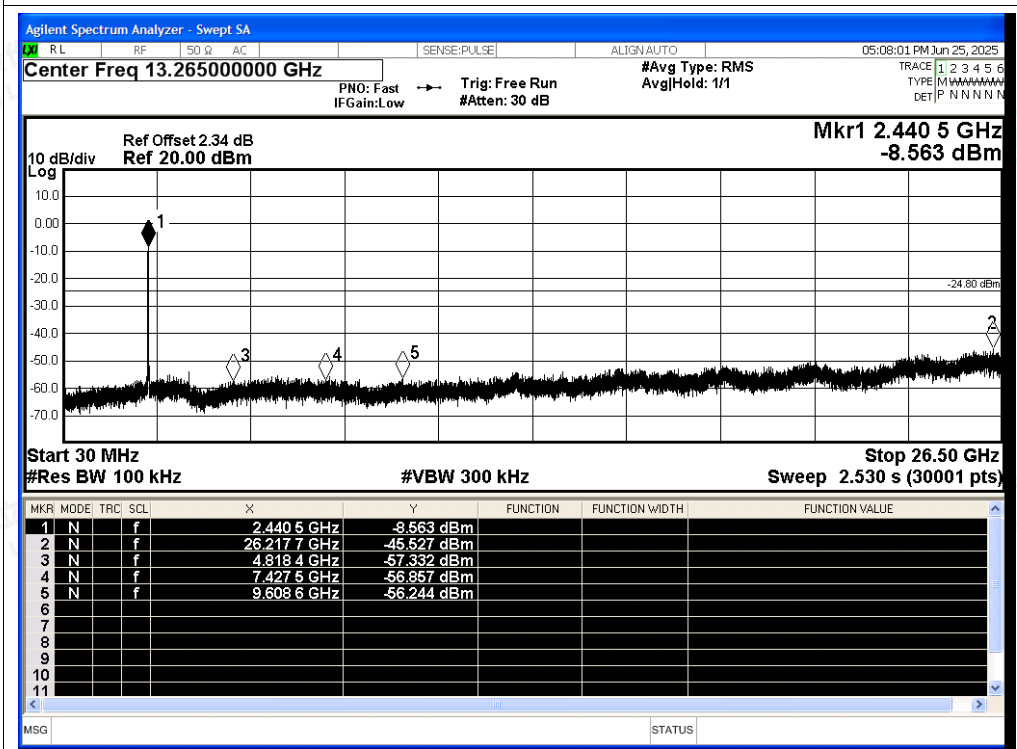 Agilent Spectrum Analyzer - Swept SA
LXI RL RF 50 Ω AC SENSE:PULSE ALIGN AUTO 05:08:01 PM Jun 25, 2025
Center Freq 13.265000000 GHz #Avg Type: RMS TRACE 1 2 3 4 5 6
PNO: Fast Trig: Free Run Avg|Hold: 1/1 TYPE M WWWWW
IFGain:Low #Atten: 30 dB DET P N N N N N
Mkr1 2.440 5 GHz
Ref Offset 2.34 dB
10 dB/div Ref 20.00 dBm -8.563 dBm
Log
10.0
0.00
1
-10.0
-20.0
-24.80 dBm
-30.0
2
-40.0
3 4 5
-50.0
-60.0
-70.0
Start 30 MHz Stop 26.50 GHz
#Res BW 100 kHz #VBW 300 kHz Sweep 2.530 s (30001 pts)
MKR MODE TRC SCL X Y FUNCTION FUNCTION WIDTH FUNCTION VALUE
1 N f 2.440 5 GHz -8.563 dBm
2 N f 26.217 7 GHz -45.527 dBm
3 N f 4.818 4 GHz -57.332 dBm
4 N f 7.427 5 GHz -56.857 dBm
5 N f 9.608 6 GHz -56.244 dBm
6
7
8
9
10
11
MSG STATUS